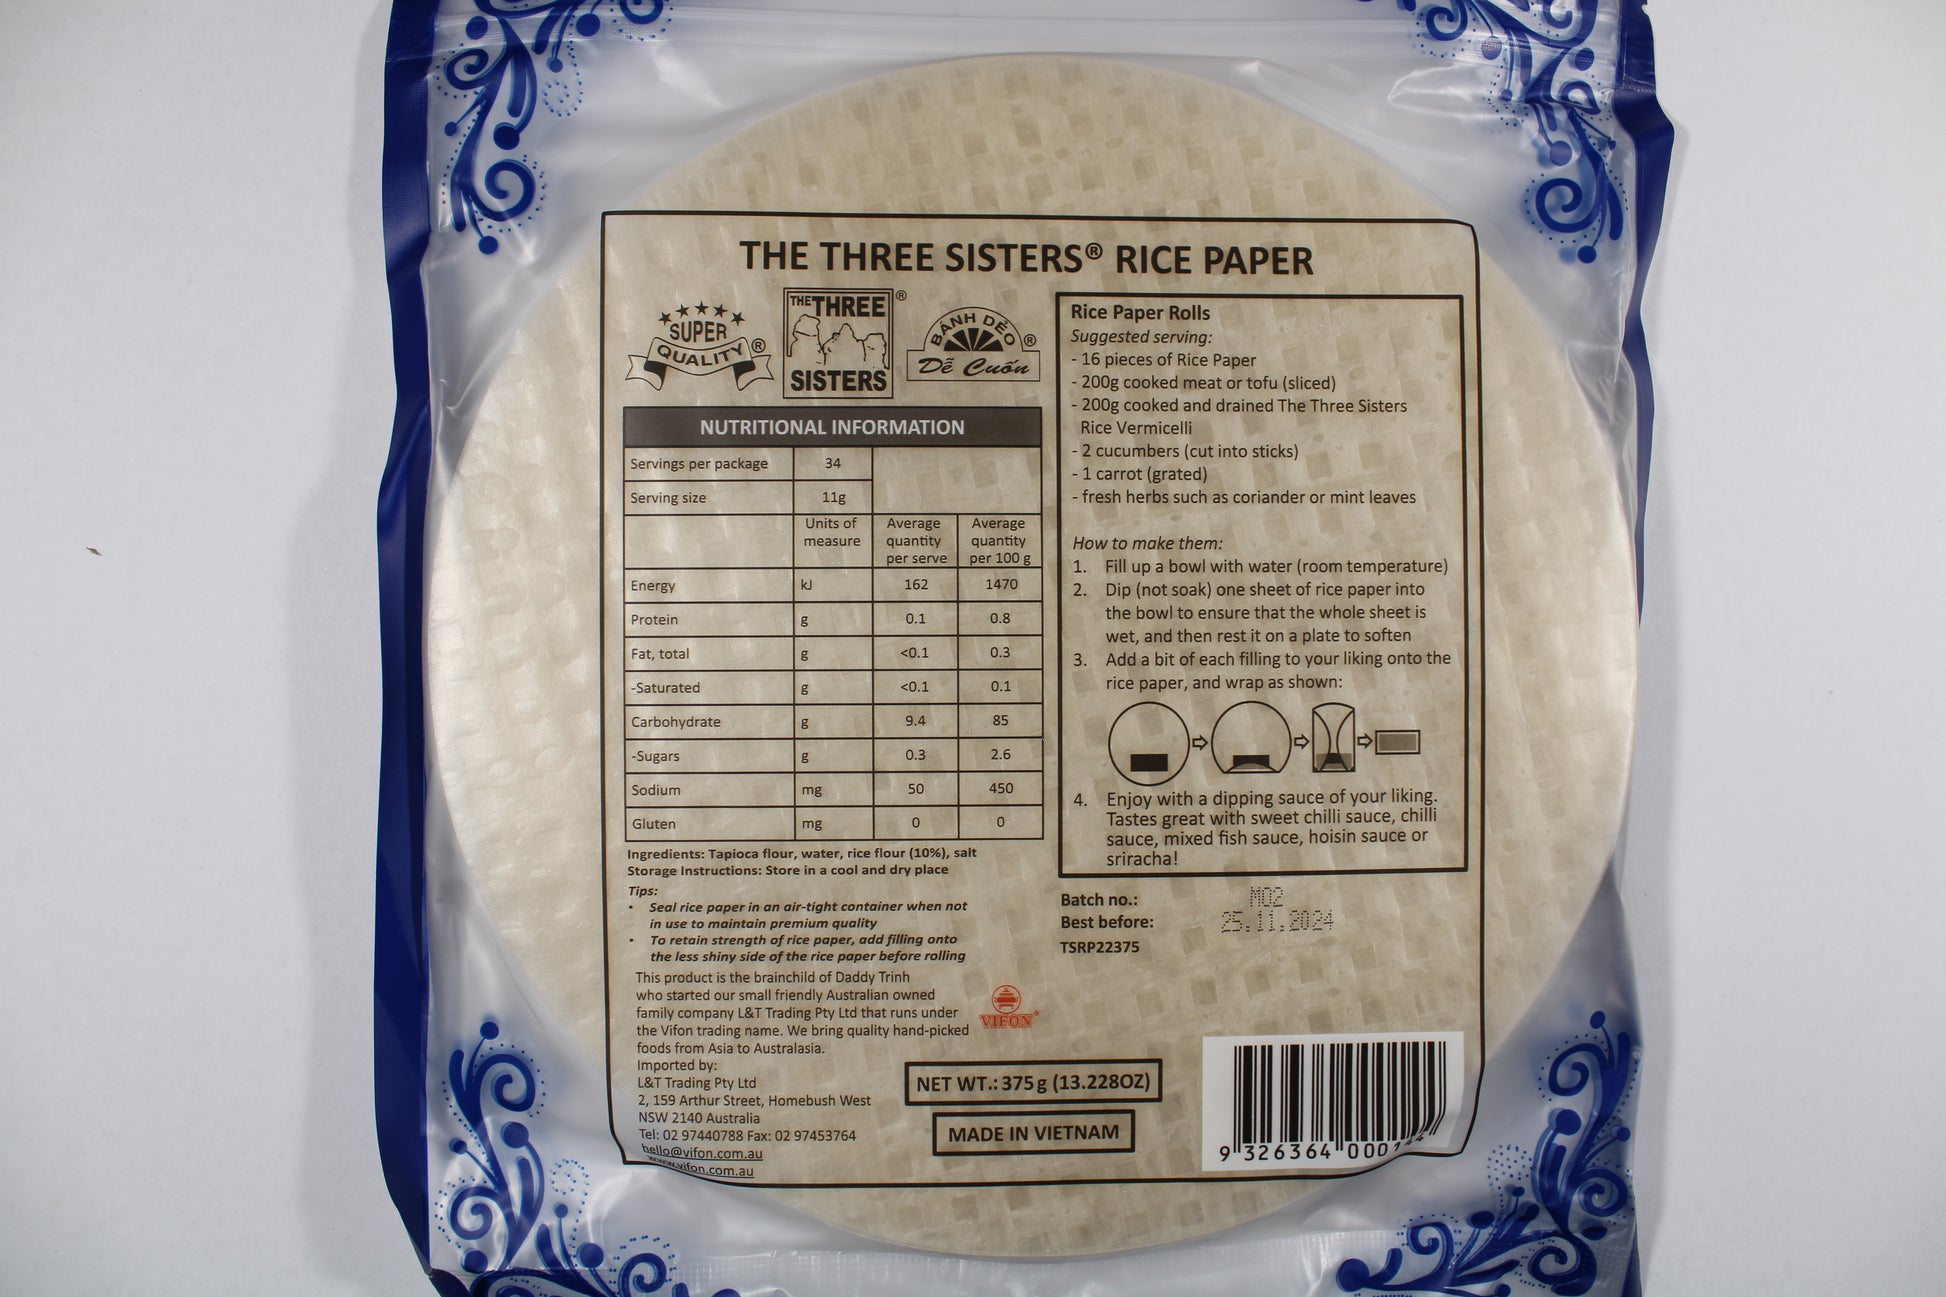 THE THREE SISTERS® RICE PAPER
SUPER
QUALITY ®
THE THREE ®
SISTERS
BÁNH DẺO ®
Dễ Cuốn
NUTRITIONAL INFORMATION
Servings per package 34
Serving size 11g
Units of measure Average quantity per serve Average quantity per 100 g
Energy kJ 162 1470
Protein g 0.1 0.8
Fat, total g <0.1 0.3
-Saturated g <0.1 0.1
Carbohydrate g 9.4 85
-Sugars g 0.3 2.6
Sodium mg 50 450
Gluten mg 0 0
Ingredients: Tapioca flour, water, rice flour (10%), salt
Storage Instructions: Store in a cool and dry place
Tips:
• Seal rice paper in an air-tight container when not
in use to maintain premium quality
• To retain strength of rice paper, add filling onto
the less shiny side of the rice paper before rolling
This product is the brainchild of Daddy Trinh
who started our small friendly Australian owned
family company L&T Trading Pty Ltd that runs under
the Vifon trading name. We bring quality hand-picked
foods from Asia to Australasia.
Imported by:
L&T Trading Pty Ltd
2, 159 Arthur Street, Homebush West
NSW 2140 Australia
Tel: 02 97440788 Fax: 02 97453764
hello@vifon.com.au
www.vifon.com.au
VIFON®
NET WT.: 375g (13.228OZ)
MADE IN VIETNAM
Rice Paper Rolls
Suggested serving:
- 16 pieces of Rice Paper
- 200g cooked meat or tofu (sliced)
- 200g cooked and drained The Three Sisters
Rice Vermicelli
- 2 cucumbers (cut into sticks)
- 1 carrot (grated)
- fresh herbs such as coriander or mint leaves
How to make them:
1. Fill up a bowl with water (room temperature)
2. Dip (not soak) one sheet of rice paper into
the bowl to ensure that the whole sheet is
wet, and then rest it on a plate to soften
3. Add a bit of each filling to your liking onto the
rice paper, and wrap as shown:
4. Enjoy with a dipping sauce of your liking.
Tastes great with sweet chilli sauce, chilli
sauce, mixed fish sauce, hoisin sauce or
sriracha!
Batch no.: M02
Best before: 25.11.2024
TSRP22375
9 326364